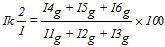 Ik 2/1 = (I4g + I5g + I6g)/(I1g + I2g + I3g) × 100